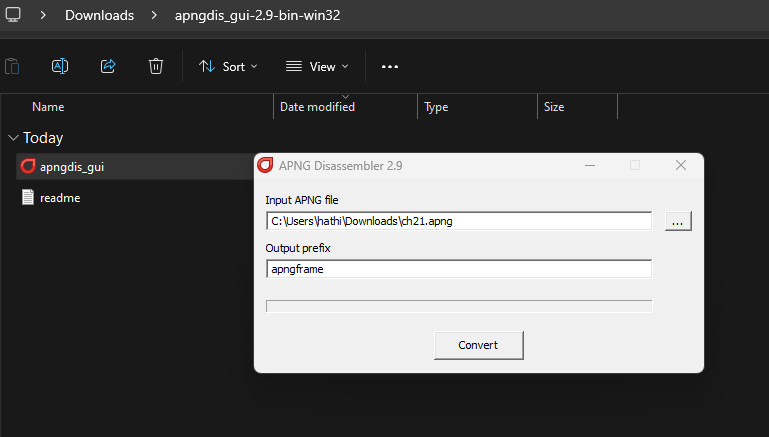 Downloads > apngdis_gui-2.9-bin-win32
Sort View
Name Date modified Type Size
Today
apngdis_gui
readme
APNG Disassembler 2.9
Input APNG file
C:\Users\hathi\Downloads\ch21.apng
...
Output prefix
apngframe
Convert